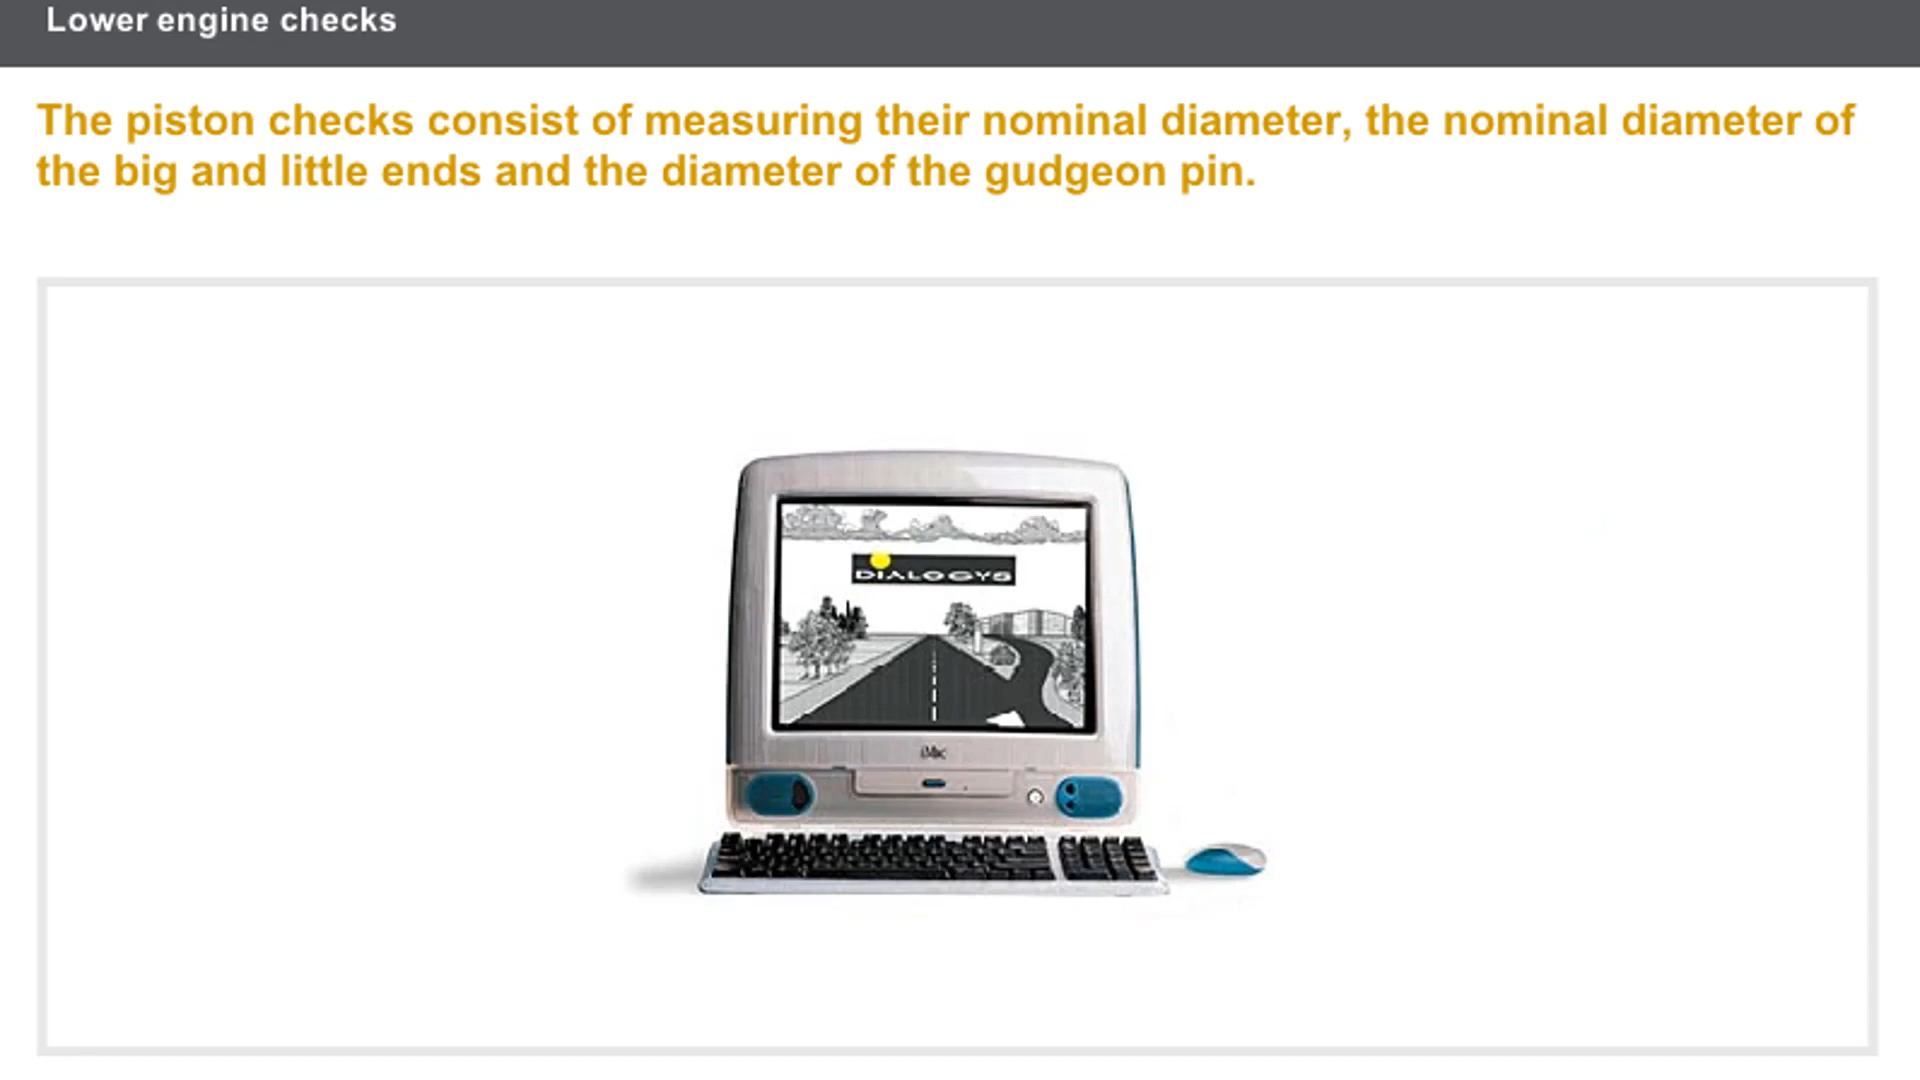 Lower engine checks
The piston checks consist of measuring their nominal diameter, the nominal diameter of
the big and little ends and the diameter of the gudgeon pin.
DIALOGYS
iMac